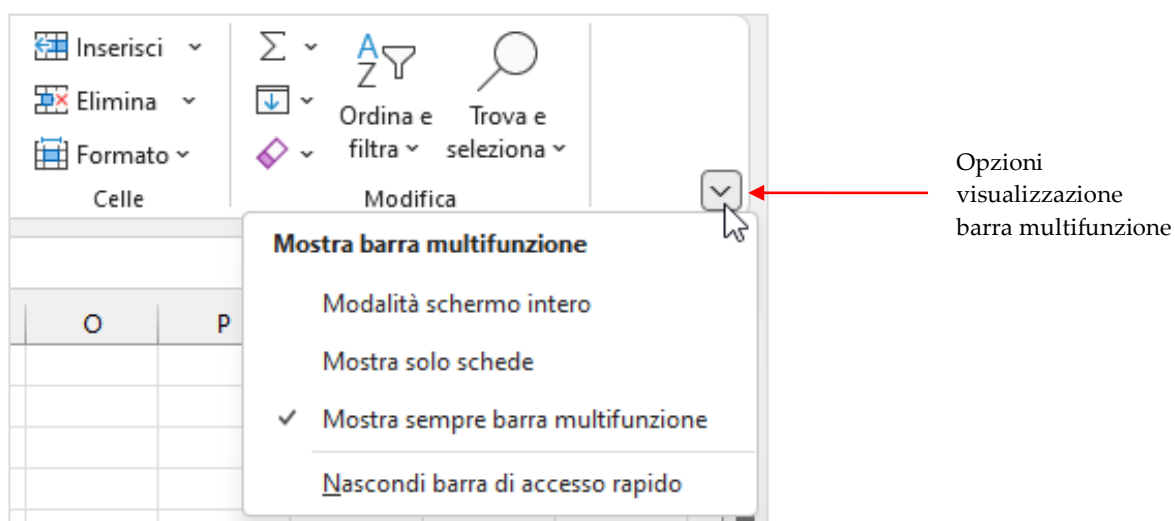 Inserisci
Elimina
Formato
Celle
Ordina e
filtra
Trova e
seleziona
Modifica
Opzioni
visualizzazione
barra multifunzione
Mostra barra multifunzione
Modalità schermo intero
Mostra solo schede
Mostra sempre barra multifunzione
Nascondi barra di accesso rapido
O P